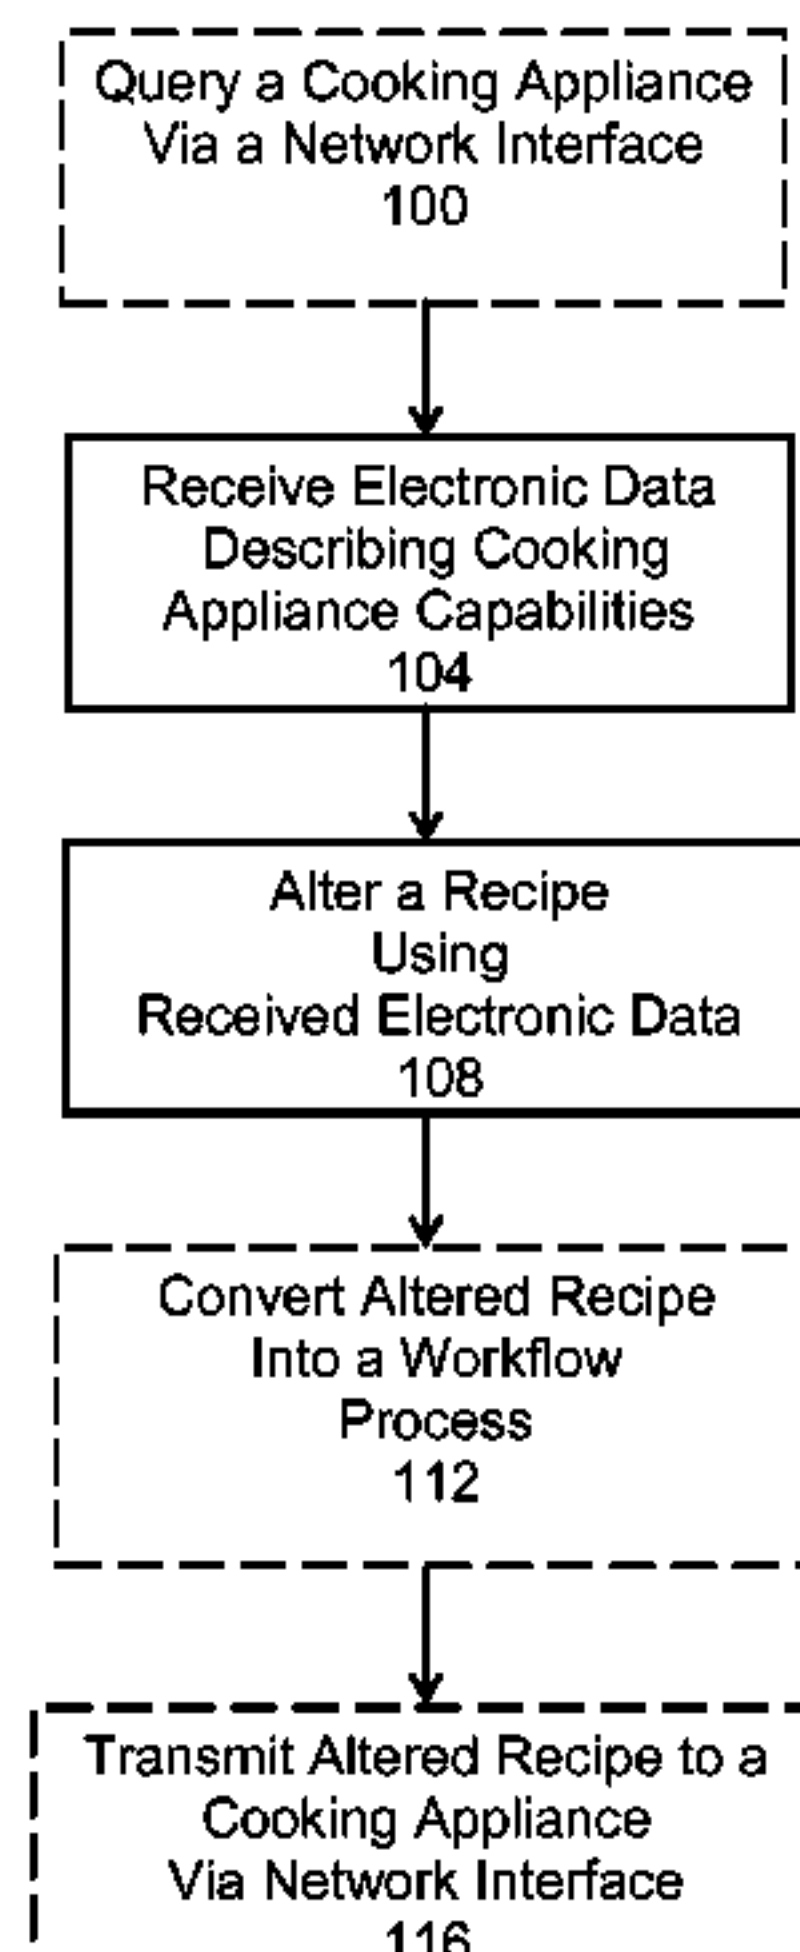 Query a Cooking Appliance
Via a Network Interface
100
Receive Electronic Data
Describing Cooking
Appliance Capabilities
104
Alter a Recipe
Using
Received Electronic Data
108
Convert Altered Recipe
Into a Workflow
Process
112
Transmit Altered Recipe to a
Cooking Appliance
Via Network Interface
116